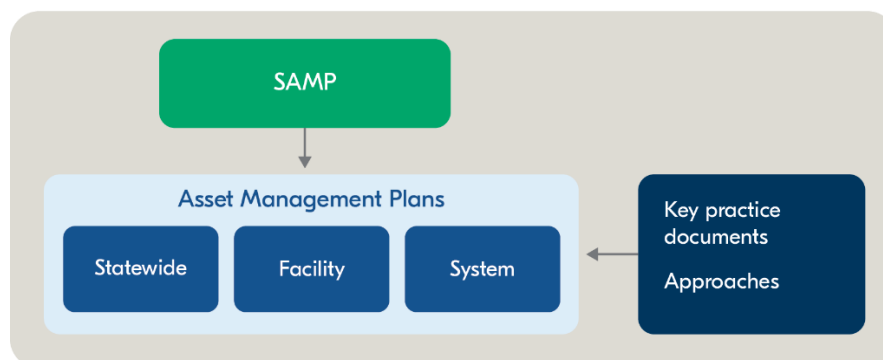 SAMP
Asset Management Plans
Statewide
Facility
System
Key practice
documents
Approaches